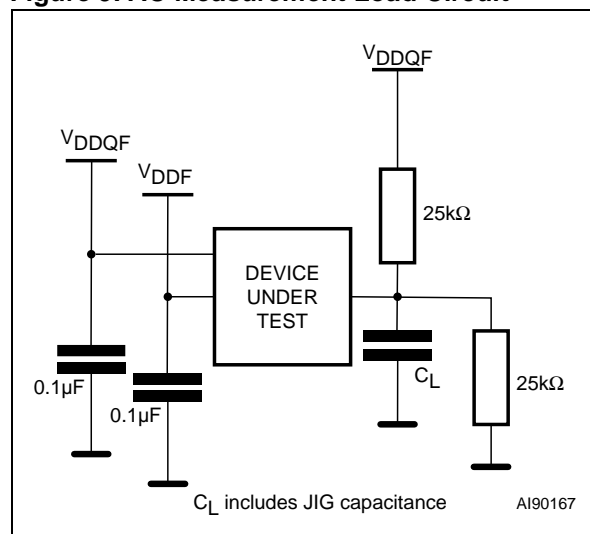 Figure 9. AC Measurement Load Circuit
VDDQF
VDDQF
VDDF
25kΩ
DEVICE
UNDER
TEST
CL
25kΩ
0.1µF
0.1µF
CL includes JIG capacitance
AI90167